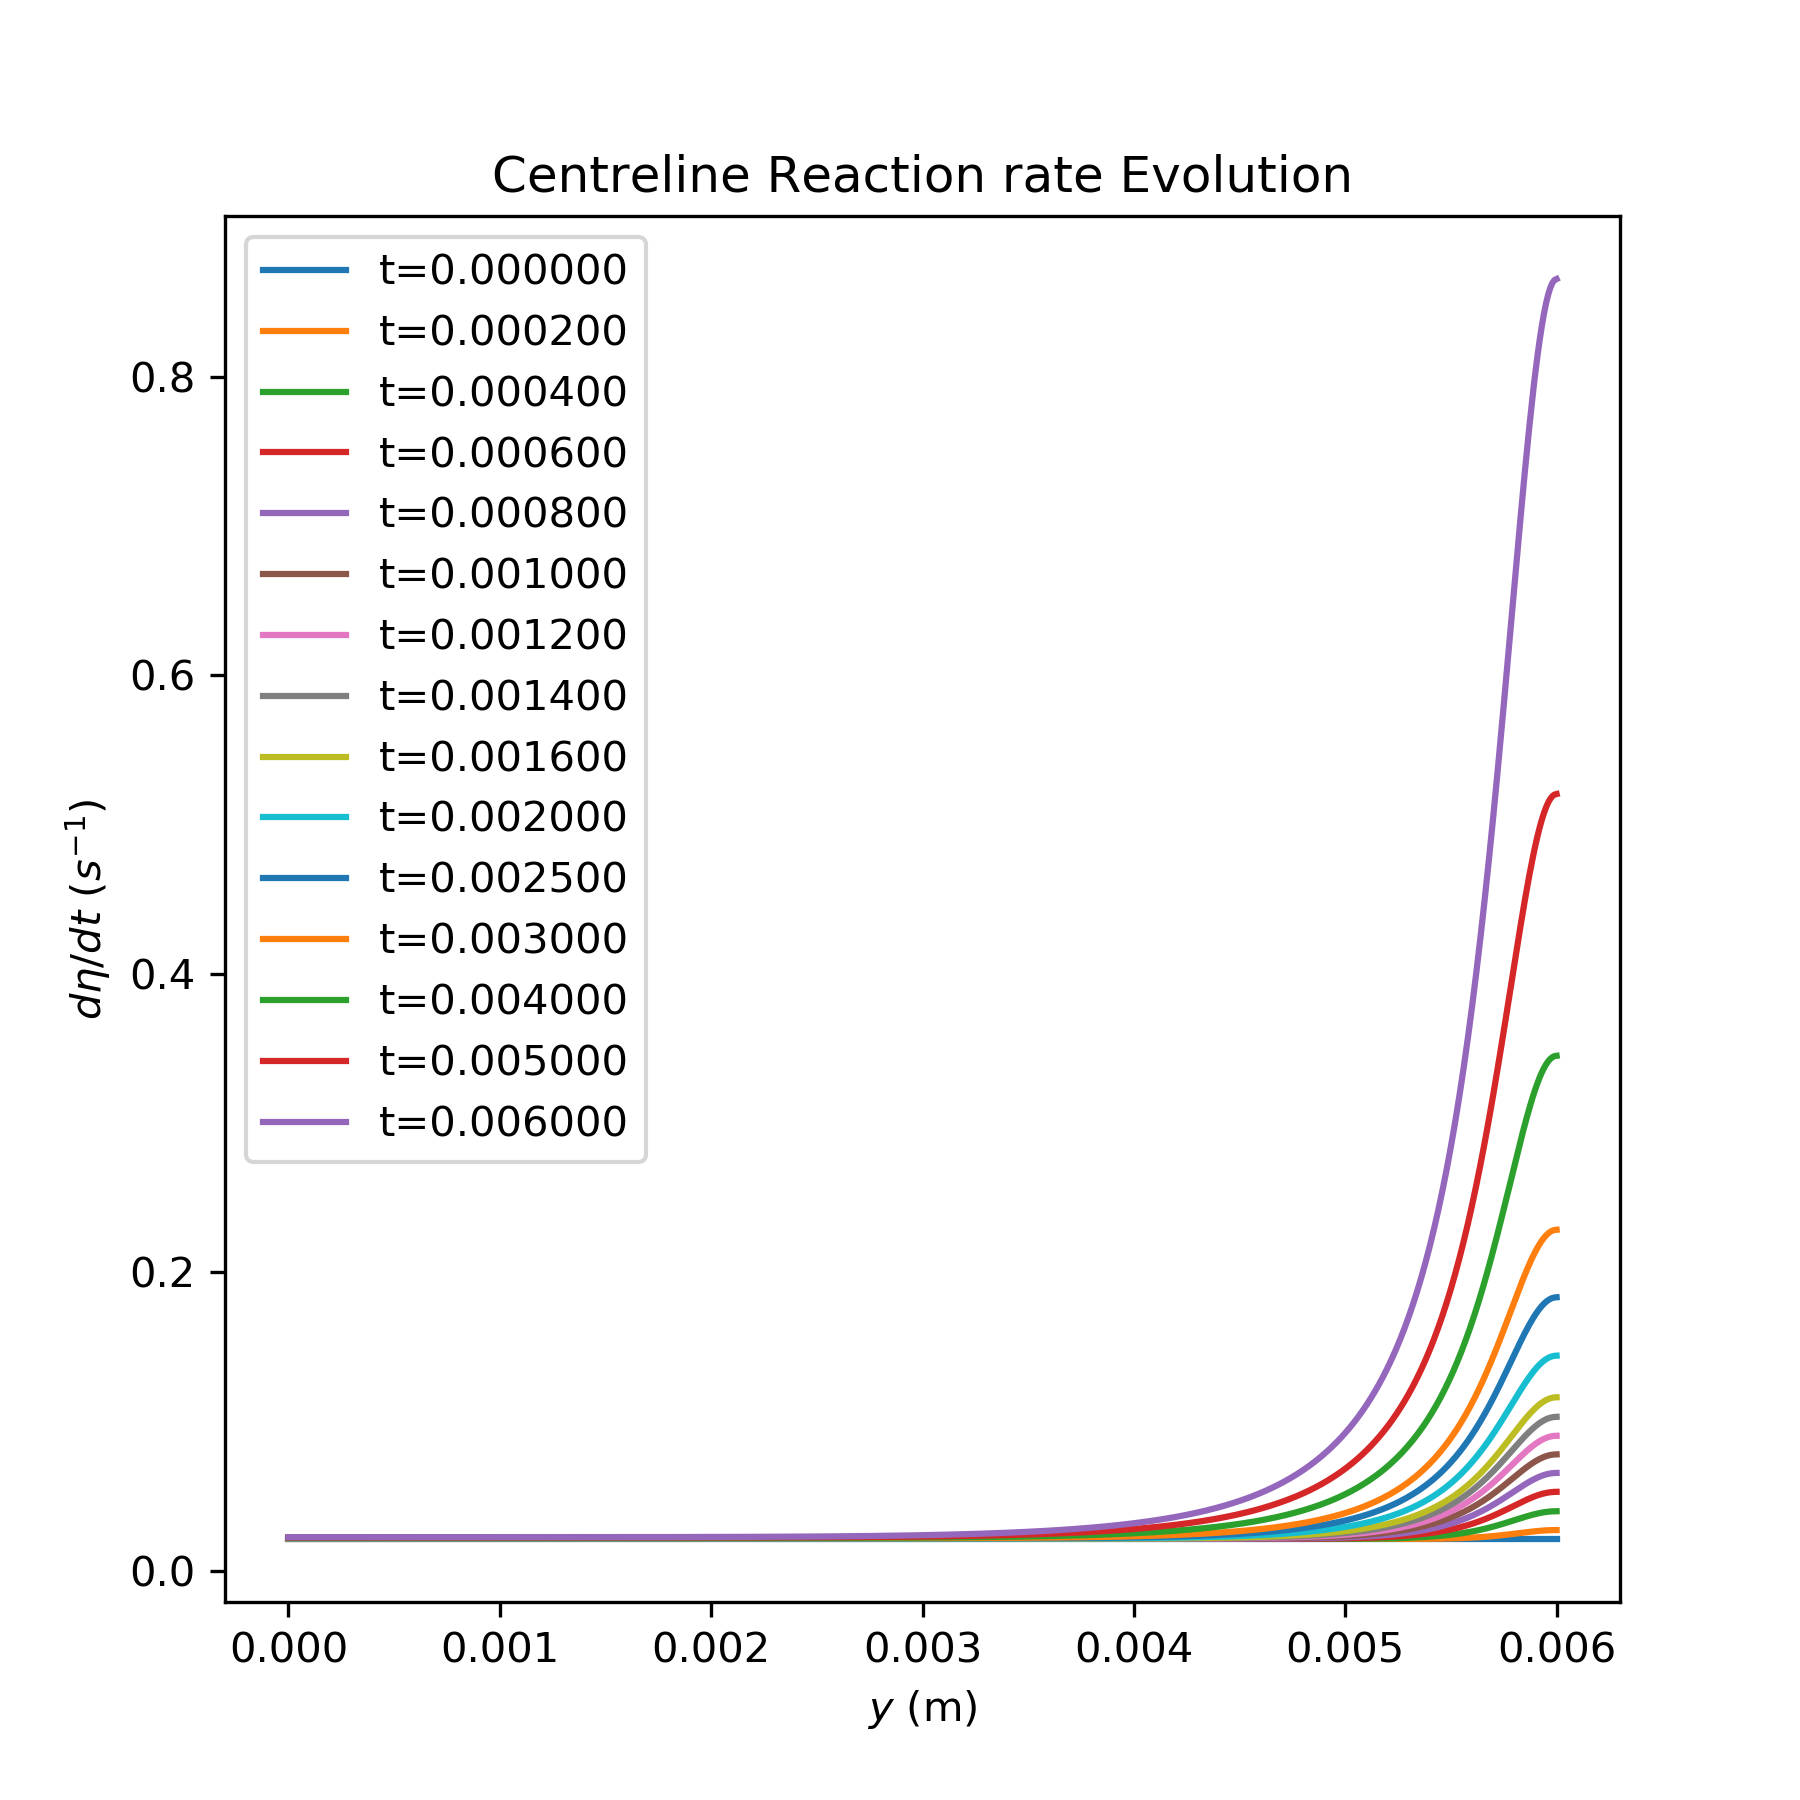 Centreline Reaction rate Evolution
t=0.000000
t=0.000200
t=0.000400
t=0.000600
t=0.000800
t=0.001000
t=0.001200
t=0.001400
t=0.001600
t=0.002000
t=0.002500
t=0.003000
t=0.004000
t=0.005000
t=0.006000
0.8
0.6
0.4
0.2
0.0
dη/dt (s⁻¹)
0.000 0.001 0.002 0.003 0.004 0.005 0.006
y (m)